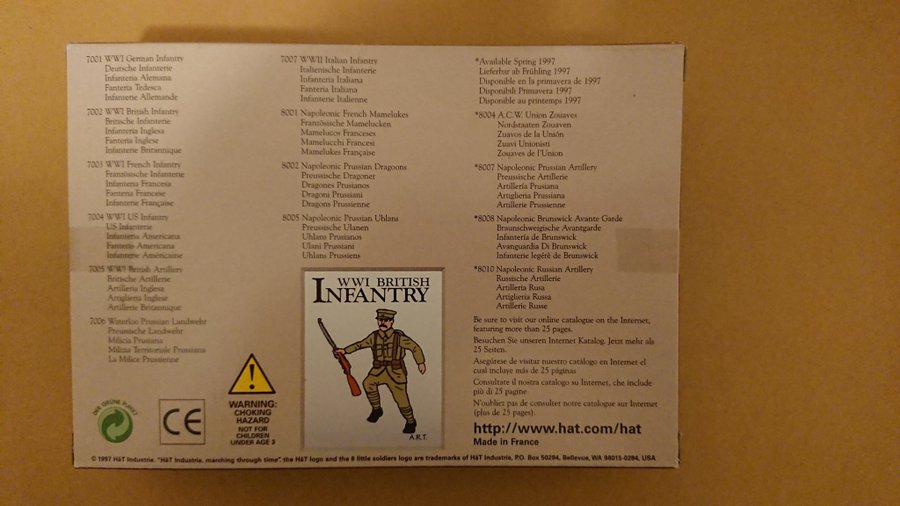 7001 WWI German Infantry
Deutsche Infanterie
Infanteria Alemana
Fanteria Tedesca
Infanterie Allemande
7002 WWI British Infantry
Britische Infanterie
Infanteria Inglesa
Fanteria Inglese
Infanterie Britannique
7003 WWI French Infantry
Französische Infanterie
Infanteria Francesa
Fanteria Francese
Infanterie Française
7004 WWI US Infantry
US Infanterie
Infanteria Americana
Fanterio Americana
Infanterie Américaine
7005 WWI British Artillery
Britische Artillerie
Artilleria Inglesa
Artiglieria Inglese
Artillerie Britannique
7006 Waterloo Prussian Landwehr
Preussische Landwehr
Milicia Prusiana
Milizia Territoriale Prussiana
La Milice Prussienne
DER GRÜNE PUNKT
CE
WARNING:
CHOKING
HAZARD
NOT FOR
CHILDREN
UNDER AGE 3
7007 WWII Italian Infantry
Italienische Infanterie
Infanteria Italiana
Fanteria Italiana
Infanterie Italienne
8001 Napoleonic French Mamelukes
Französische Mamelucken
Mamelucos Franceses
Mamelucchi Francesi
Mamelukes Française
8002 Napoleonic Prussian Dragoons
Preussische Dragoner
Dragones Prusianos
Dragoni Prussiani
Dragons Prussienne
8005 Napoleonic Prussian Uhlans
Preussische Ulanen
Uhlans Prusianos
Ulani Prussiani
Uhlans Prussiens
WWI BRITISH
INFANTRY
A.R.T.
*Available Spring 1997
Lieferbar ab Frühling 1997
Disponible en la primavera de 1997
Disponibili Primavera 1997
Disponible au printemps 1997
*8004 A.C.W. Union Zouaves
Nordstaaten Zouaven
Zuavos de la Unión
Zuavi Unionisti
Zouaves de l'Union
*8007 Napoleonic Prussian Artillery
Preussische Artillerie
Artillería Prusiana
Artiglieria Prussiana
Artillerie Prussienne
*8008 Napoleonic Brunswick Avante Garde
Braunschweigische Avantgarde
Infantería de Brunswick
Avanguardia Di Brunswick
Infanterie legérè de Brunswick
*8010 Napoleonic Russian Artillery
Russische Artillerie
Artilleria Rusa
Artiglieria Russa
Artillerie Russe
Be sure to visit our online catalogue on the Internet,
featuring more than 25 pages.
Besuchen Sie unseren Internet Katalog. Jetzt mehr als
25 Seiten.
Asegúrese de visitar nuestro catálogo en Internet el
cual incluye más de 25 páginas
Consultate il nostra catalogo su Internet, che include
più di 25 pagine
N'oubliez pas de consulter notre catalogue sur Internet
(plus de 25 pages).
http://www.hat.com/hat
Made in France
© 1997 HäT Industrie. "HäT Industrie, marching through time", the HäT logo and the 8 little soldiers logo are trademarks of HäT Industrie, P.O. Box 50284, Bellevue, WA 98015-0284, USA